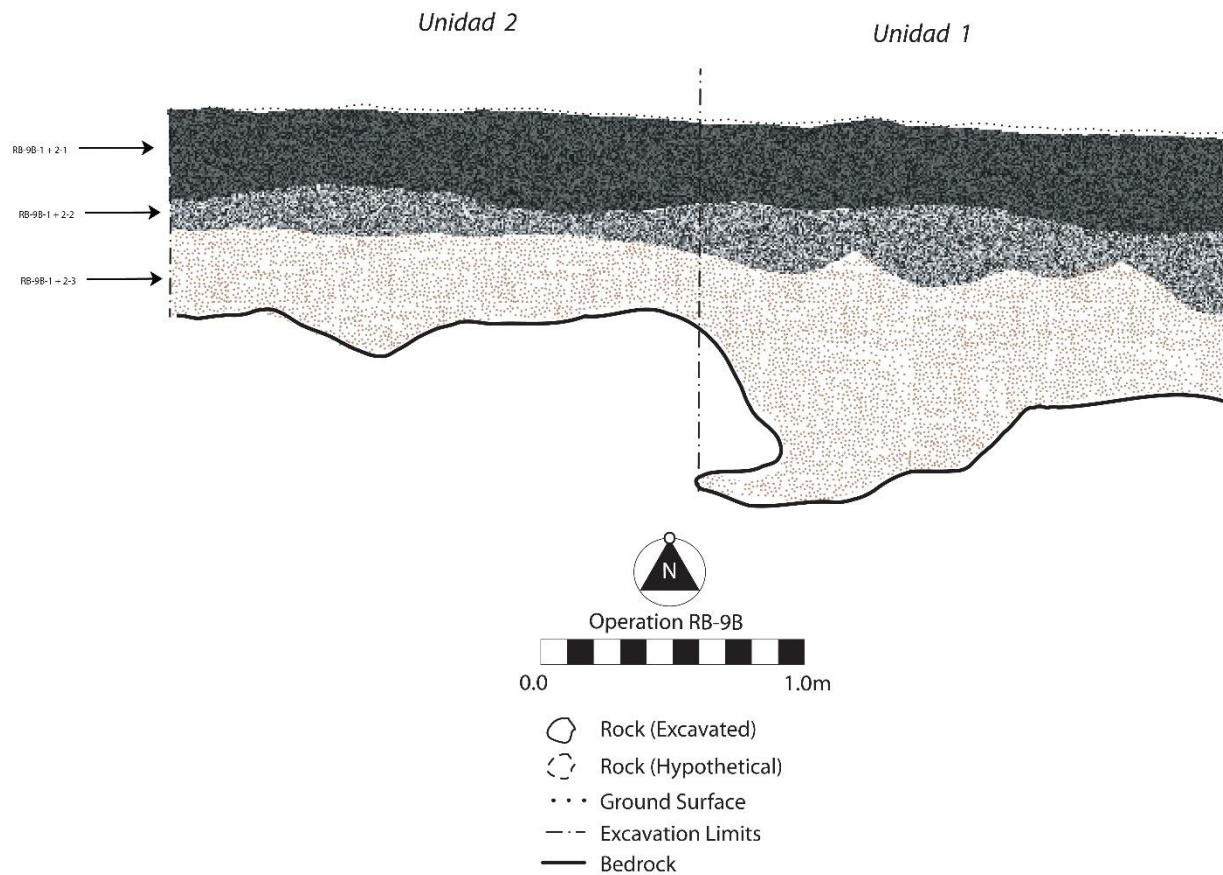 Unidad 2
Unidad 1
RB-9B-1 + 2-1
RB-9B-1 + 2-2
RB-9B-1 + 2-3
N
Operation RB-9B
0.0 1.0m
Rock (Excavated)
Rock (Hypothetical)
Ground Surface
Excavation Limits
Bedrock